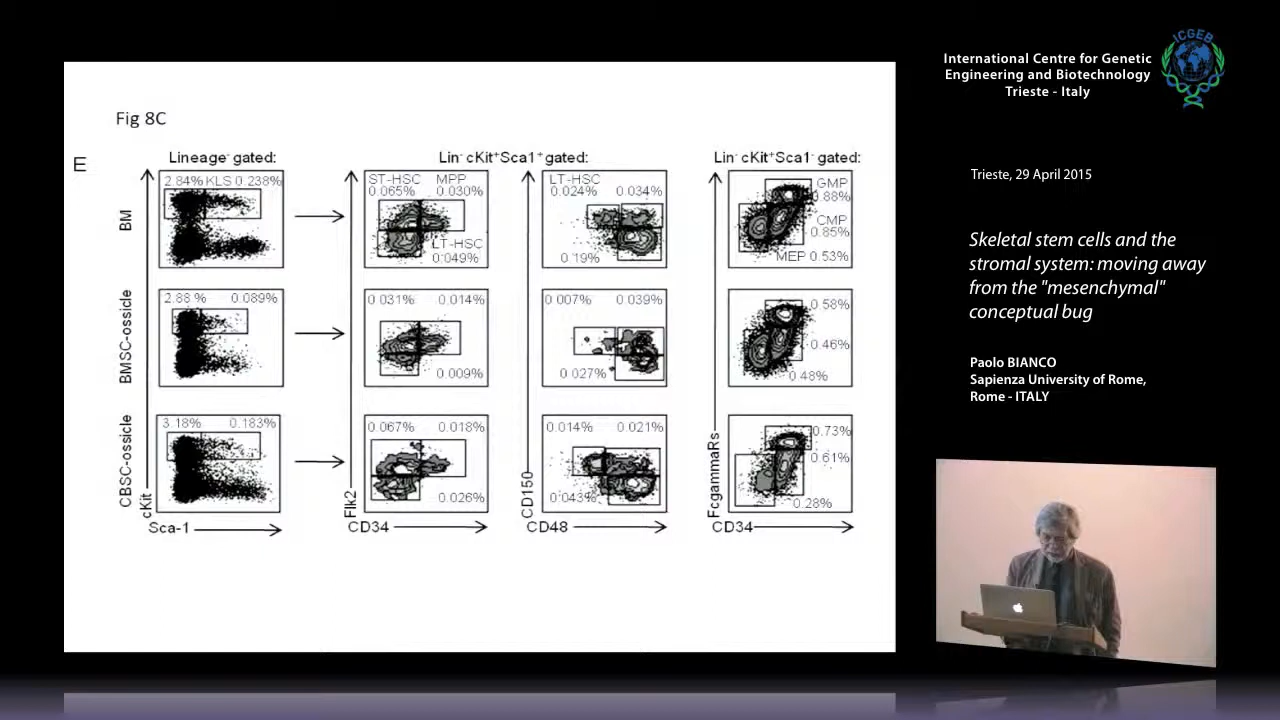 Fig 8C
E
Lineage⁻ gated:
Lin⁻ cKit⁺Sca1⁺gated:
Lin⁻ cKit⁺Sca1⁻ gated:
BM
2.84% KLS 0.238%
ST-HSC MPP
0.065% 0.030%
LT-HSC
0.049%
LT-HSC
0.024% 0.034%
0.19%
GMP
0.88%
CMP
0.85%
MEP 0.53%
BMSC-ossicle
2.88 % 0.089%
0.031% 0.014%
0.009%
0.007% 0.039%
0.027%
0.58%
0.46%
0.48%
CBSC-ossicle
3.18% 0.183%
0.067% 0.018%
0.026%
0.014% 0.021%
0.043%
0.73%
0.61%
0.28%
cKit
Sca-1
Flk2
CD34
CD150
CD48
FcgammaRs
CD34
International Centre for Genetic
Engineering and Biotechnology
Trieste - Italy
ICGEB
Trieste, 29 April 2015
Skeletal stem cells and the
stromal system: moving away
from the "mesenchymal"
conceptual bug
Paolo BIANCO
Sapienza University of Rome,
Rome - ITALY